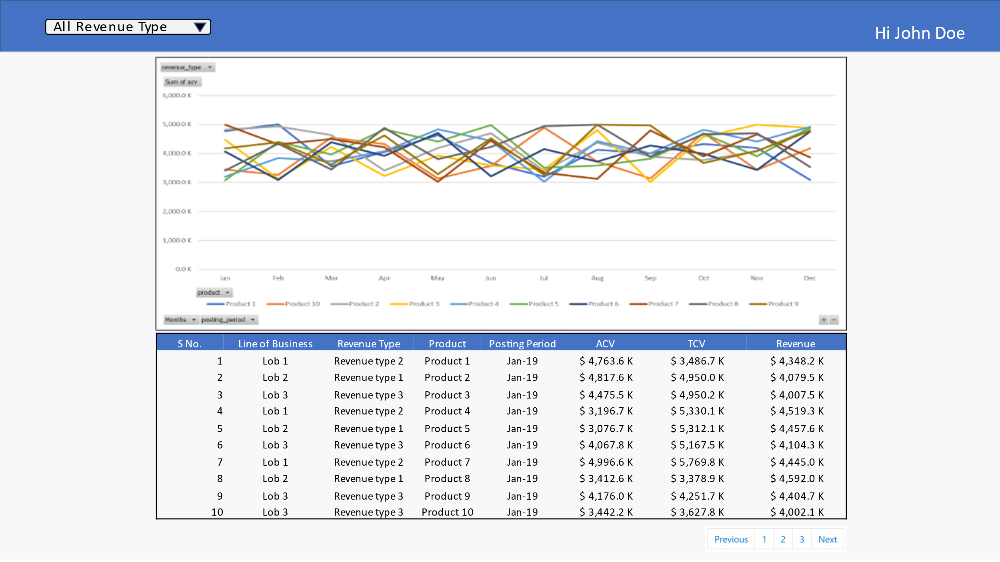 All Revenue Type
Hi John Doe
revenue_type
Sum of acv
6,000.0 K
5,000.0 K
4,000.0 K
3,000.0 K
2,000.0 K
1,000.0 K
0.0 K
Jan Feb Mar Apr May Jun Jul Aug Sep Oct Nov Dec
product
Product 1 Product 10 Product 2 Product 3 Product 4 Product 5 Product 6 Product 7 Product 8 Product 9
Months posting_period + −
S No. Line of Business Revenue Type Product Posting Period ACV TCV Revenue
1 Lob 1 Revenue type 2 Product 1 Jan-19 $ 4,763.6 K $ 3,486.7 K $ 4,348.2 K
2 Lob 2 Revenue type 1 Product 2 Jan-19 $ 4,817.6 K $ 4,950.0 K $ 4,079.5 K
3 Lob 3 Revenue type 3 Product 3 Jan-19 $ 4,475.5 K $ 4,950.2 K $ 4,007.5 K
4 Lob 1 Revenue type 2 Product 4 Jan-19 $ 3,196.7 K $ 5,330.1 K $ 4,519.3 K
5 Lob 2 Revenue type 1 Product 5 Jan-19 $ 3,076.7 K $ 5,312.1 K $ 4,457.6 K
6 Lob 3 Revenue type 3 Product 6 Jan-19 $ 4,067.8 K $ 5,167.5 K $ 4,104.3 K
7 Lob 1 Revenue type 2 Product 7 Jan-19 $ 4,996.6 K $ 5,769.8 K $ 4,445.0 K
8 Lob 2 Revenue type 1 Product 8 Jan-19 $ 3,412.6 K $ 3,378.9 K $ 4,592.0 K
9 Lob 3 Revenue type 3 Product 9 Jan-19 $ 4,176.0 K $ 4,251.7 K $ 4,404.7 K
10 Lob 3 Revenue type 3 Product 10 Jan-19 $ 3,442.2 K $ 3,627.8 K $ 4,002.1 K
Previous 1 2 3 Next